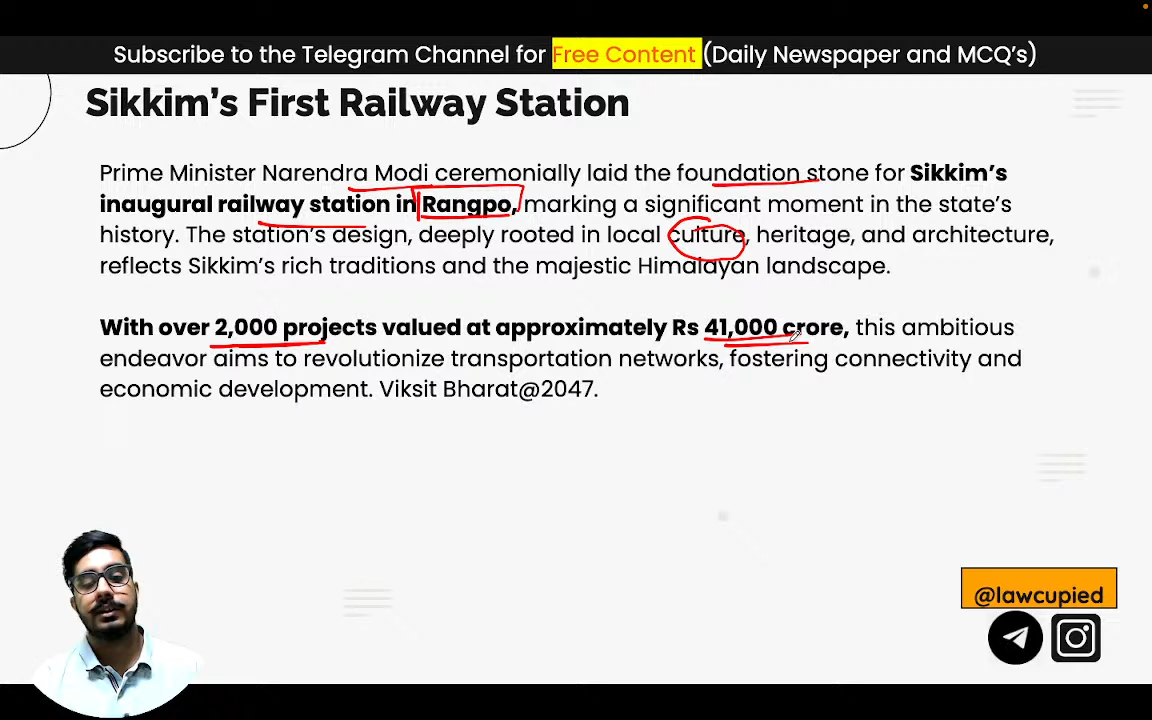 Subscribe to the Telegram Channel for Free Content (Daily Newspaper and MCQ’s)
Sikkim’s First Railway Station
Prime Minister Narendra Modi ceremonially laid the foundation stone for Sikkim’s
inaugural railway station in Rangpo, marking a significant moment in the state’s
history. The station’s design, deeply rooted in local culture, heritage, and architecture,
reflects Sikkim’s rich traditions and the majestic Himalayan landscape.
With over 2,000 projects valued at approximately Rs 41,000 crore, this ambitious
endeavor aims to revolutionize transportation networks, fostering connectivity and
economic development. Viksit Bharat@2047.
@lawcupied